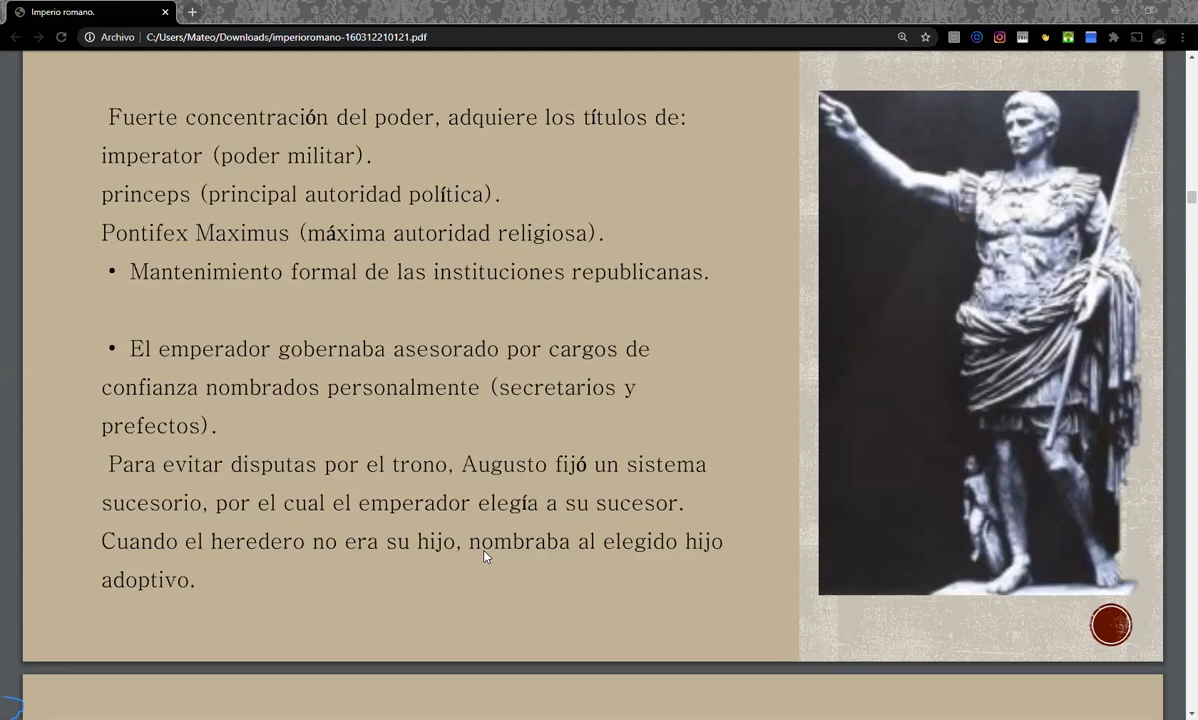 Imperio romano.
Archivo | C:/Users/Mateo/Downloads/imperioromano-160312210121.pdf
Fuerte concentración del poder, adquiere los títulos de:
imperator (poder militar).
princeps (principal autoridad política).
Pontifex Maximus (máxima autoridad religiosa).
• Mantenimiento formal de las instituciones republicanas.
• El emperador gobernaba asesorado por cargos de
confianza nombrados personalmente (secretarios y
prefectos).
Para evitar disputas por el trono, Augusto fijó un sistema
sucesorio, por el cual el emperador elegía a su sucesor.
Cuando el heredero no era su hijo, nombraba al elegido hijo
adoptivo.